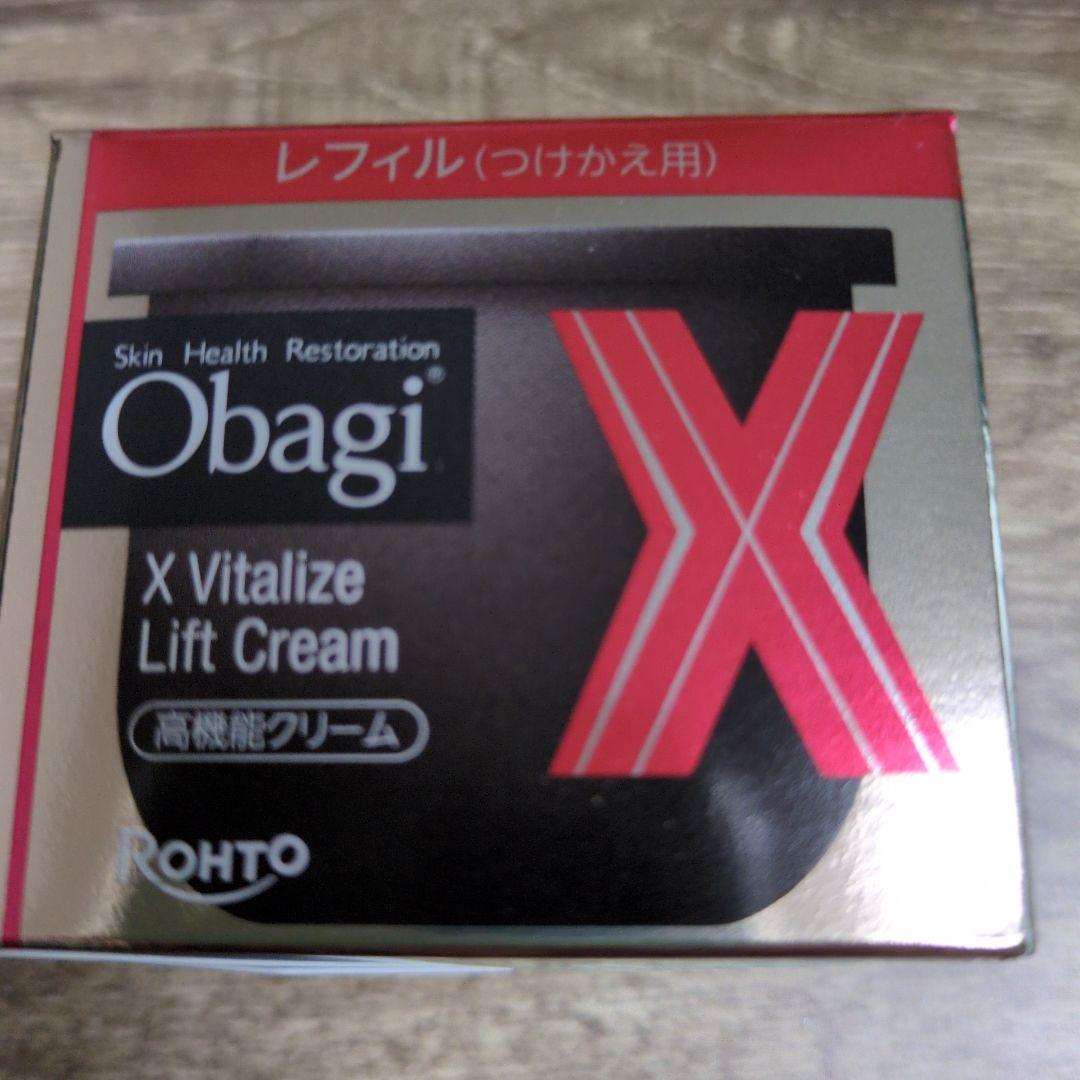 レフィル(つけかえ用)
Skin Health Restoration
Obagi®
X Vitalize
Lift Cream
高機能クリーム
X
ROHTO